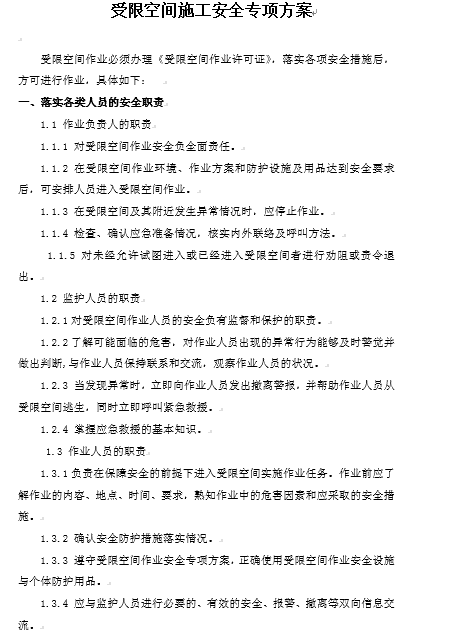 受限空间施工安全专项方案
受限空间作业必须办理《受限空间作业许可证》，落实各项安全措施后，
方可进行作业，具体如下：
一、落实各类人员的安全职责
1.1 作业负责人的职责
1.1.1 对受限空间作业安全负全面责任。
1.1.2 在受限空间作业环境、作业方案和防护设施及用品达到安全要求
后，可安排人员进入受限空间作业。
1.1.3 在受限空间及其附近发生异常情况时，应停止作业。
1.1.4 检查、确认应急准备情况，核实内外联络及呼叫方法。
1.1.5 对未经允许试图进入或已经进入受限空间者进行劝阻或责令退
出。
1.2 监护人员的职责
1.2.1对受限空间作业人员的安全负有监督和保护的职责。
1.2.2了解可能面临的危害，对作业人员出现的异常行为能够及时警觉并
做出判断,与作业人员保持联系和交流，观察作业人员的状况。
1.2.3 当发现异常时，立即向作业人员发出撤离警报，并帮助作业人员从
受限空间逃生，同时立即呼叫紧急救援。
1.2.4 掌握应急救援的基本知识。
1.3 作业人员的职责
1.3.1负责在保障安全的前提下进入受限空间实施作业任务。作业前应了
解作业的内容、地点、时间、要求，熟知作业中的危害因素和应采取的安全措
施。
1.3.2 确认安全防护措施落实情况。
1.3.3 遵守受限空间作业安全专项方案，正确使用受限空间作业安全设施
与个体防护用品。
1.3.4 应与监护人员进行必要的、有效的安全、报警、撤离等双向信息交
流。